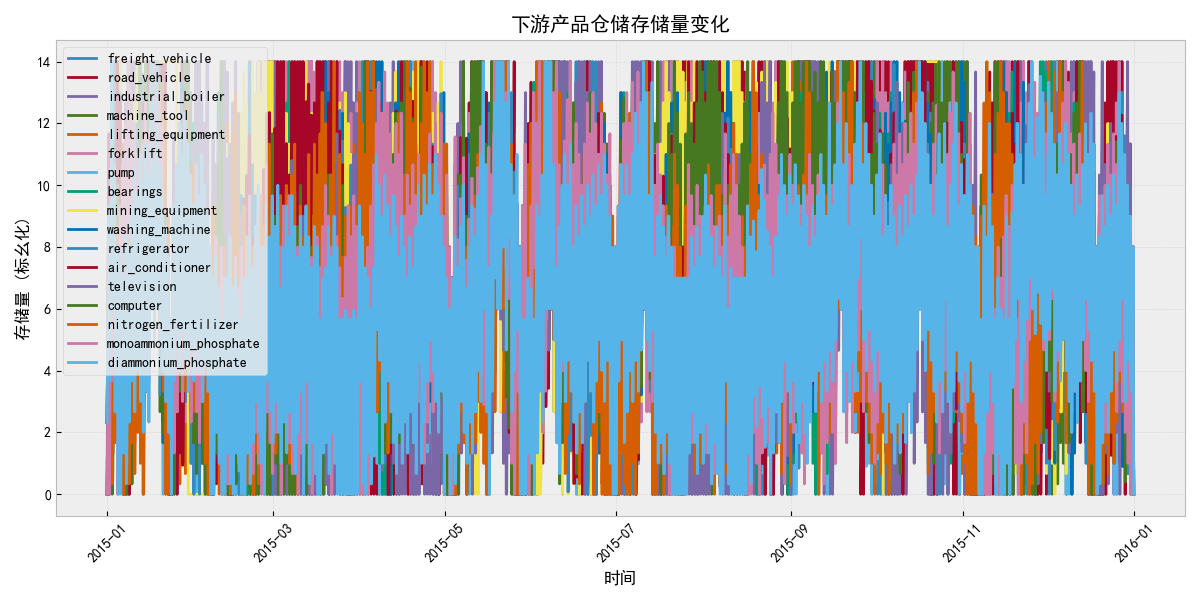 下游产品仓储存储量变化
存储量 (标幺化)
14
12
10
8
6
4
2
0
freight_vehicle
road_vehicle
industrial_boiler
machine_tool
lifting_equipment
forklift
pump
bearings
mining_equipment
washing_machine
refrigerator
air_conditioner
television
computer
nitrogen_fertilizer
monoammonium_phosphate
diammonium_phosphate
2015-01
2015-03
2015-05
2015-07
2015-09
2015-11
2016-01
时间